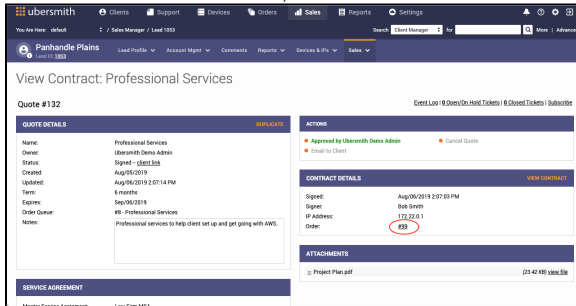 ubersmith Clients Support Devices Orders Sales Reports Settings
You Are Here: default / Sales Manager / Lead 1053 Search Client Manager for More | Advance
Panhandle Plains
Lead ID: 1053
Lead Profile Account Mgmt Comments Reports Devices & IPs Sales
View Contract: Professional Services
Quote #132
Event Log | 0 Open/On Hold Tickets | 0 Closed Tickets | Subscribe
QUOTE DETAILS DUPLICATE
Name: Professional Services
Owner: Ubersmith Demo Admin
Status: Signed -- client link
Created: Aug/05/2019
Updated: Aug/06/2019 2:07:14 PM
Term: 6 months
Expires: Sep/06/2019
Order Queue: #8 - Professional Services
Notes: Professional services to help client set up and get going with AWS.
SERVICE AGREEMENT
ACTIONS
Approved by Ubersmith Demo Admin Cancel Quote
Email to Client
CONTRACT DETAILS VIEW CONTRACT
Signed: Aug/06/2019 2:07:03 PM
Signer: Bob Smith
IP Address: 172.22.0.1
Order: #99
ATTACHMENTS
Project Plan.pdf (23.42 KB) view file